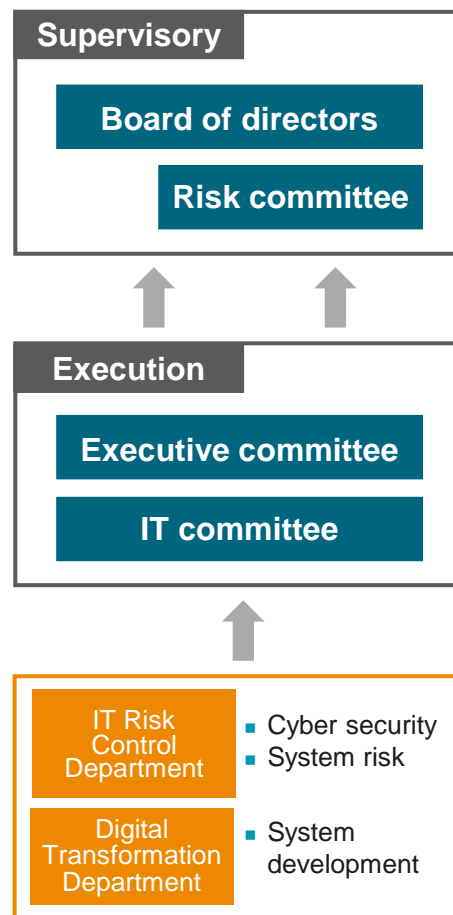 Supervisory
Board of directors
Risk committee
Execution
Executive committee
IT committee
IT Risk
Control
Department
▪ Cyber security
▪ System risk
Digital
Transformation
Department
▪ System
development